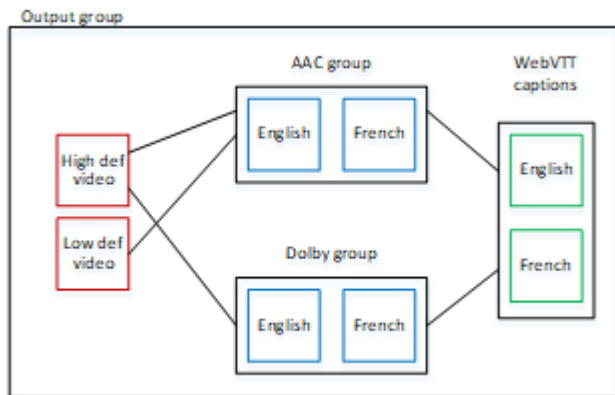 Output group
AAC group
WebVTT
captions
English
French
High def
video
English
Low def
video
French
Dolby group
English
French